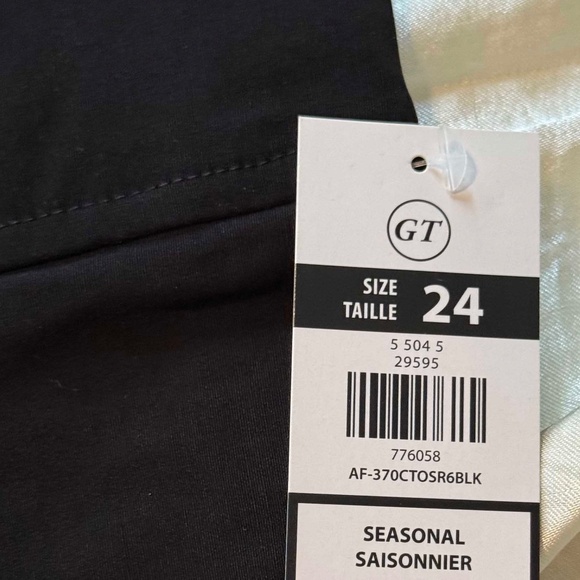 GT
SIZE
TAILLE 24
5 504 5
29595
776058
AF-370CTOSR6BLK
SEASONAL
SAISONNIER